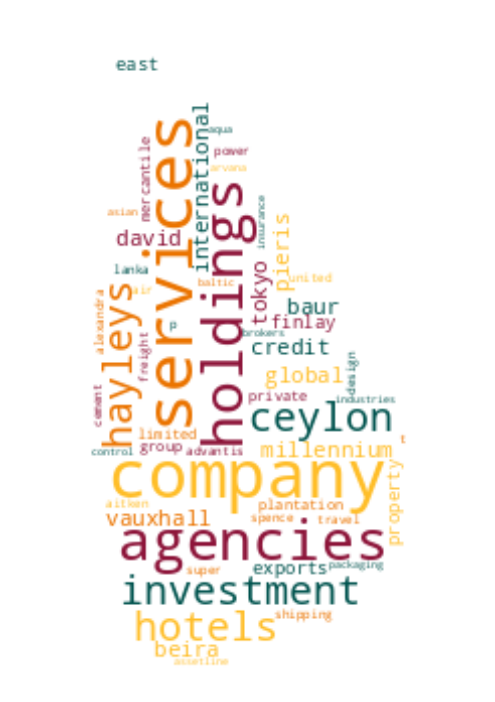 east
services
international
aqua
mercantile
power
arvana
holdings
asian
insurance
david
pieris
lanka
tokyo
baltic
united
air
hayleys
alexandra
baur
p
finlay
freight
brokers
credit
design
global
cement
private
industries
ceylon
limited
t
control
group
advantis
millennium
company
property
aitken
plantation
vauxhall
spence
travel
agencies
exports
packaging
super
investment
shipping
hotels
beira
assetline